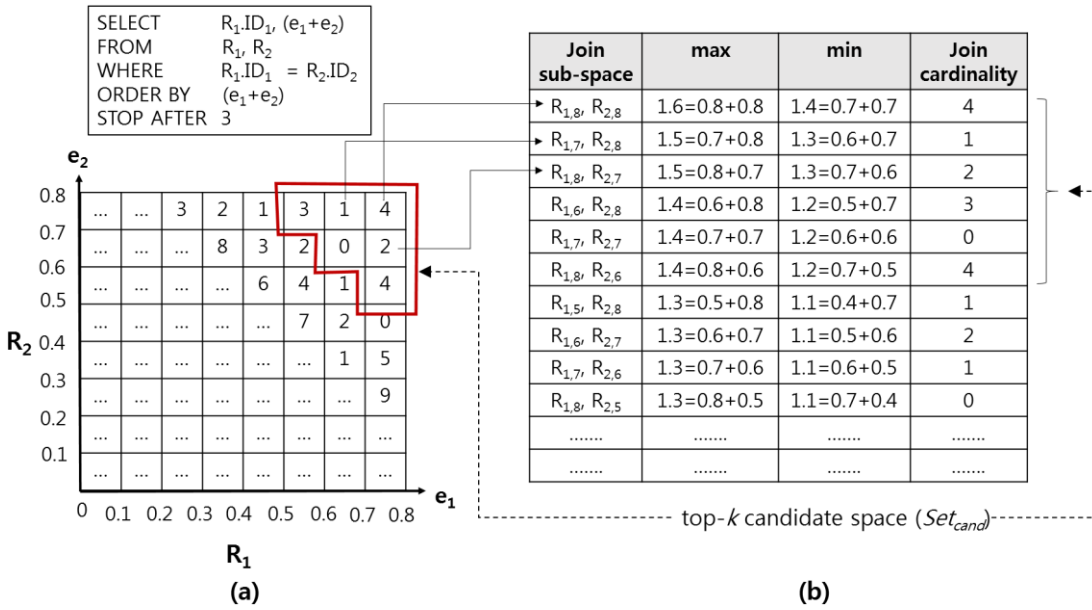 SELECT R1.ID1, (e1+e2)
FROM R1, R2
WHERE R1.ID1 = R2.ID2
ORDER BY (e1+e2)
STOP AFTER 3
e2
0.8
... ... 3 2 1 3 1 4
0.7
... ... ... 8 3 2 0 2
0.6
... ... ... ... 6 4 1 4
0.5
... ... ... ... ... 7 2 0
R2
0.4
... ... ... ... ... ... 1 5
0.3
... ... ... ... ... ... ... 9
0.2
... ... ... ... ... ... ... ...
0.1
... ... ... ... ... ... ... ...
e1
0 0.1 0.2 0.3 0.4 0.5 0.6 0.7 0.8
R1
(a)
Join sub-space max min Join cardinality
R1,8, R2,8 1.6=0.8+0.8 1.4=0.7+0.7 4
R1,7, R2,8 1.5=0.7+0.8 1.3=0.6+0.7 1
R1,8, R2,7 1.5=0.8+0.7 1.3=0.7+0.6 2
R1,6, R2,8 1.4=0.6+0.8 1.2=0.5+0.7 3
R1,7, R2,7 1.4=0.7+0.7 1.2=0.6+0.6 0
R1,8, R2,6 1.4=0.8+0.6 1.2=0.7+0.5 4
R1,5, R2,8 1.3=0.5+0.8 1.1=0.4+0.7 1
R1,6, R2,7 1.3=0.6+0.7 1.1=0.5+0.6 2
R1,7, R2,6 1.3=0.7+0.6 1.1=0.6+0.5 1
R1,8, R2,5 1.3=0.8+0.5 1.1=0.7+0.4 0
....... ....... ....... .......
....... ....... ....... .......
top-k candidate space (Setcand)
(b)